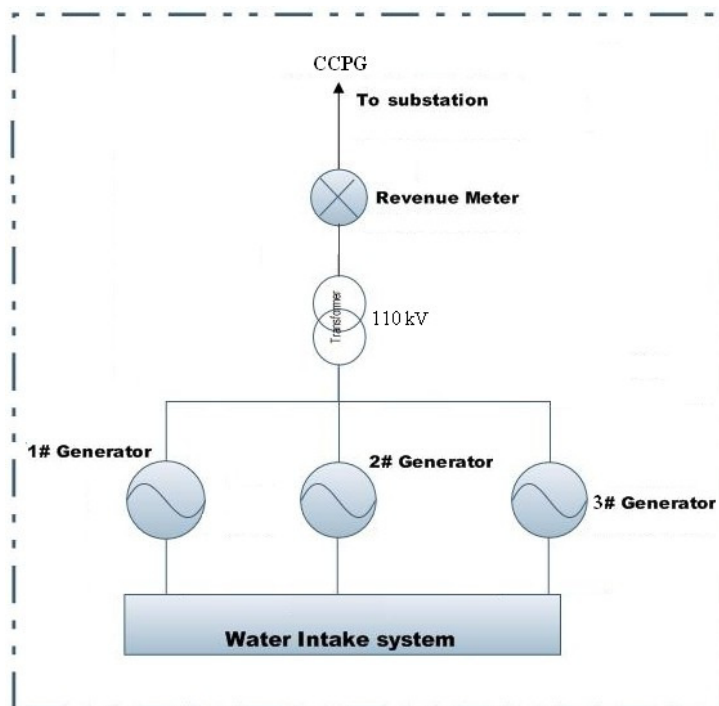 CCPG
To substation
Revenue Meter
Transformer
110 kV
1# Generator
2# Generator
3# Generator
Water Intake system